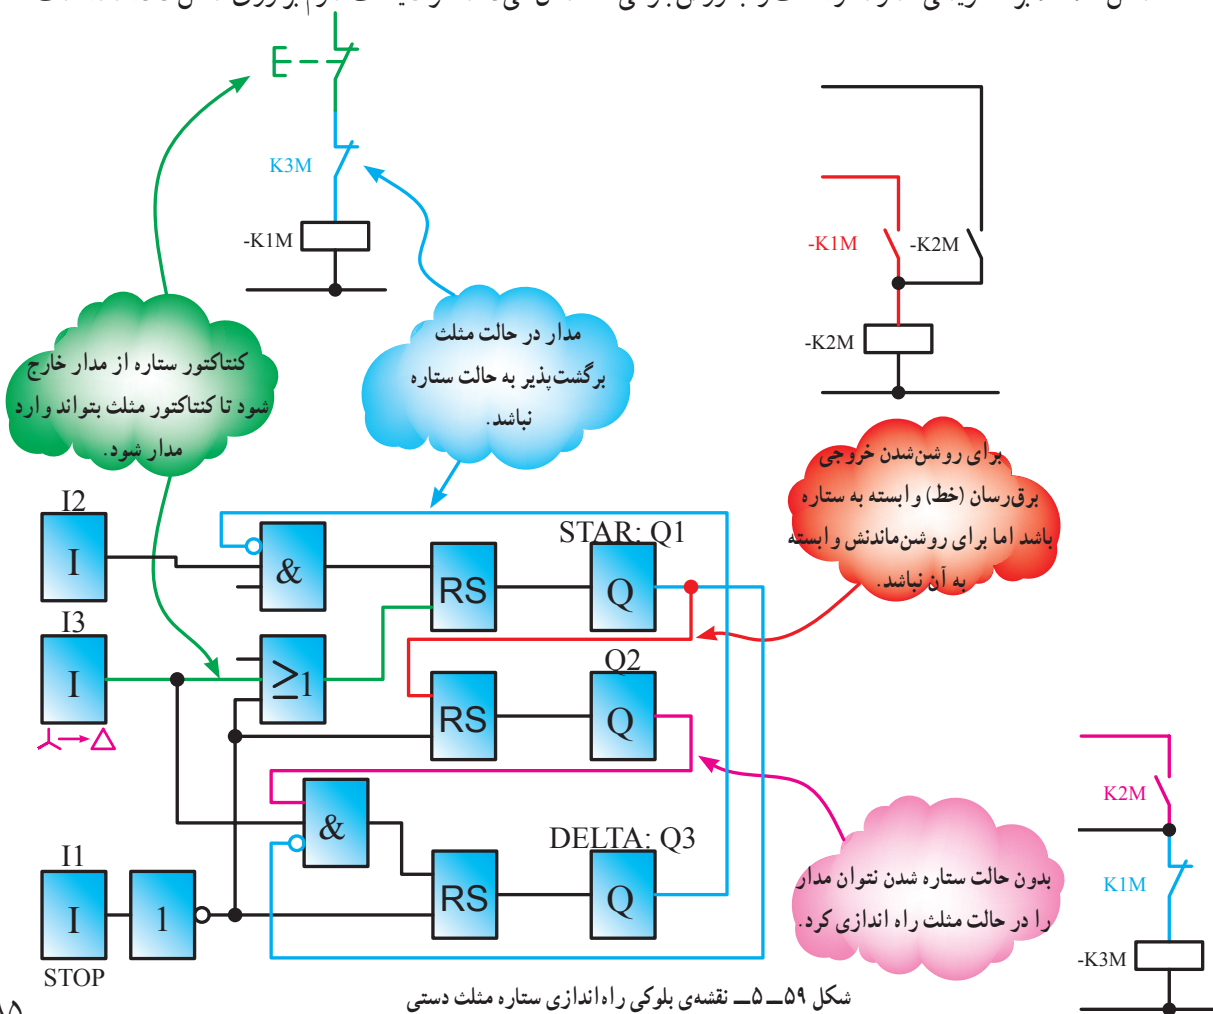 K3M
-K1M
-K1M
-K2M
-K2M
کنتاکتور ستاره از مدار خارج
شود تا کنتاکتور مثلث بتواند وارد
مدار شود.
مدار در حالت مثلث
برگشت‌پذیر به حالت ستاره
نباشد.
برای روشن‌شدن خروجی
برق‌رسان (خط) وابسته به ستاره
باشد اما برای روشن‌ماندنش وابسته
به آن نباشد.
I2
I
&
RS
STAR: Q1
Q
I3
I
≥1
RS
Q2
Q
&
DELTA: Q3
I1
I
1
RS
Q
STOP
بدون حالت ستاره شدن نتوان مدار
را در حالت مثلث راه اندازی کرد.
K2M
K1M
-K3M
شکل ۵۹ــ۵ــ نقشه‌ی بلوکی راه اندازی ستاره مثلث دستی